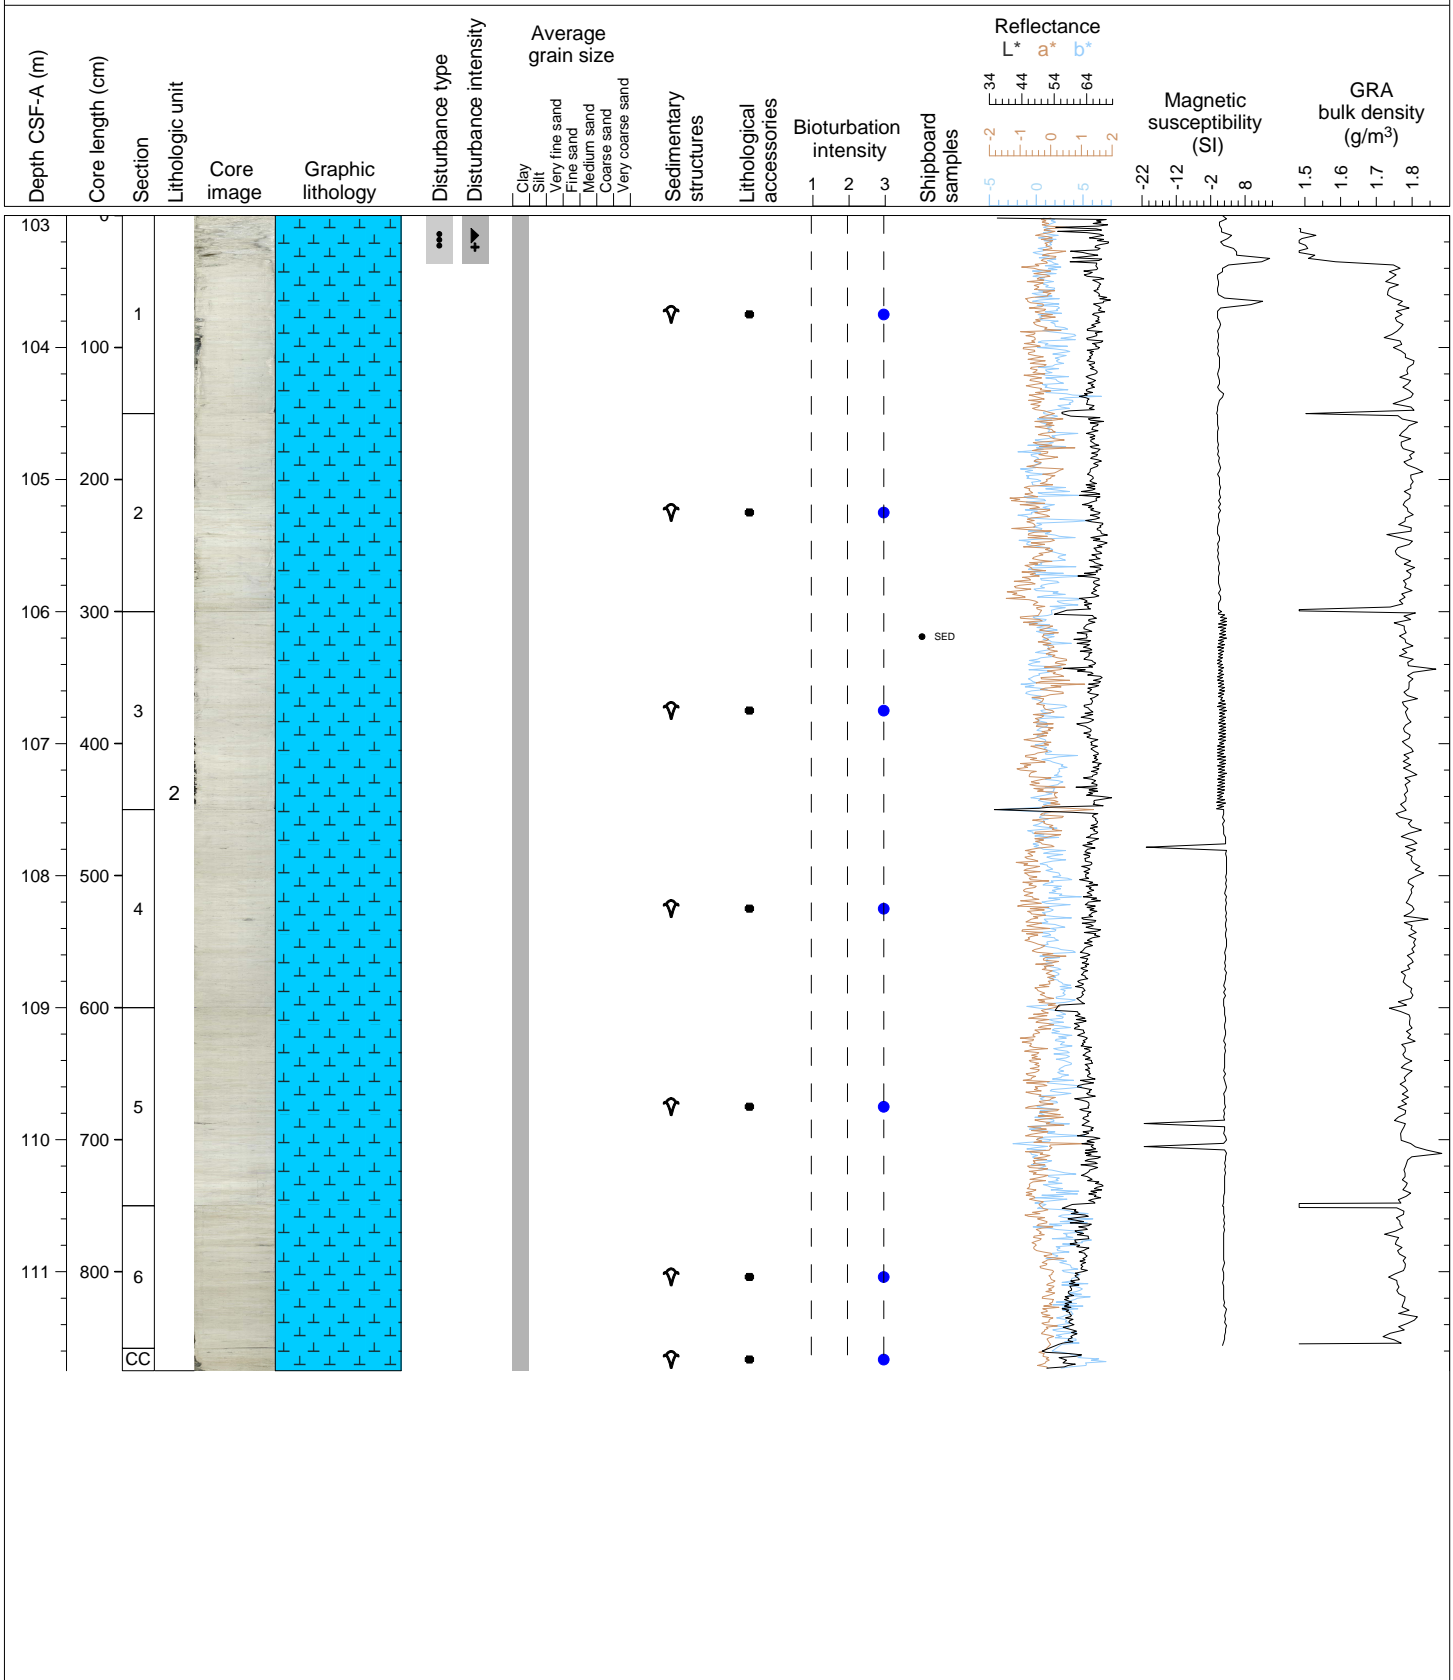 Depth CSF-A (m)
Core length (cm)
Section
Lithologic unit
Core
image
Graphic
lithology
Disturbance type
Disturbance intensity
Average
grain size
Clay
Silt
Very fine sand
Fine sand
Medium sand
Coarse sand
Very coarse sand
Sedimentary
structures
Lithological
accessories
Bioturbation
intensity
1 2 3
Shipboard
samples
Reflectance
L* a* b*
34 44 54 64
-2 -1 0 1 2
-5 0 5
Magnetic
susceptibility
(SI)
-22 -12 -2 8
GRA
bulk density
(g/m³)
1.5 1.6 1.7 1.8
103 0
1
104 100
105 200
2
106 300
SED
3
107 400
2
108 500
4
109 600
5
110 700
111 800 6
CC